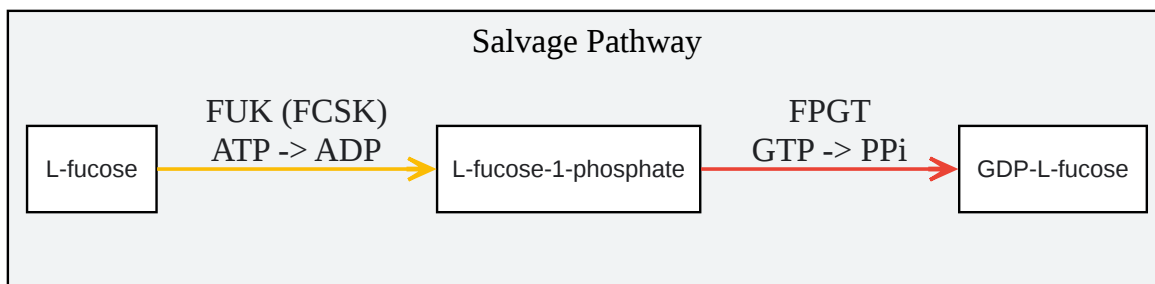 Salvage Pathway
FUK (FCSK)
ATP -> ADP
FPGT
GTP -> PPi
L-fucose
L-fucose-1-phosphate
GDP-L-fucose